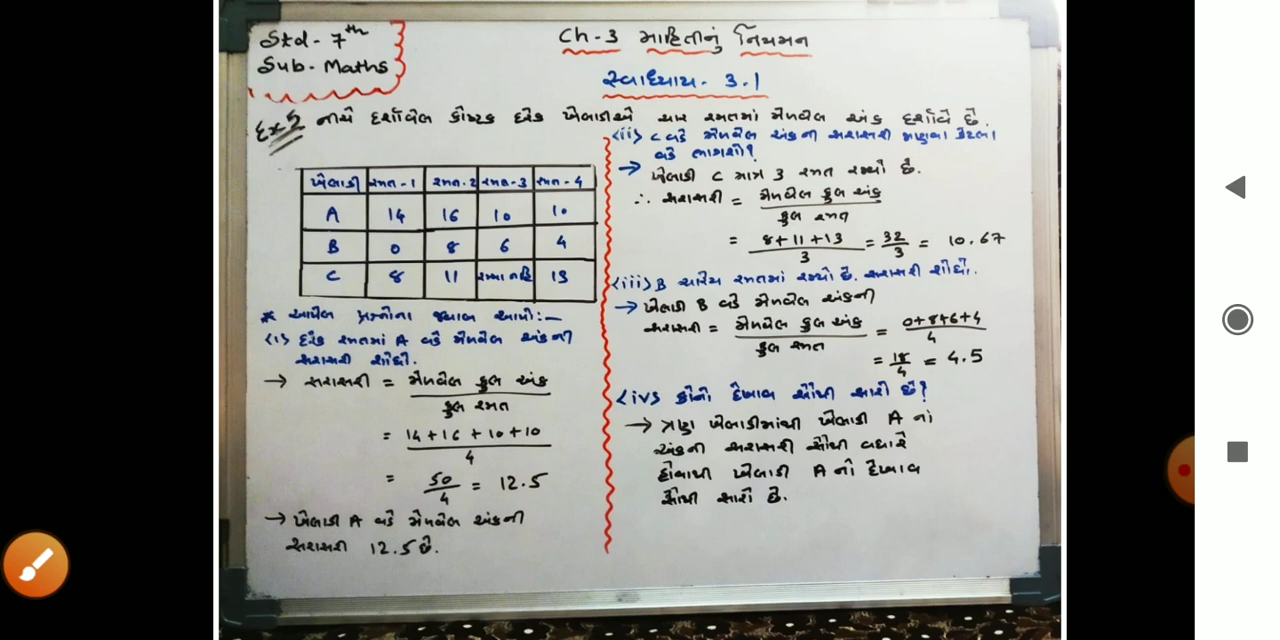 Std - 7th
Sub - Maths
Ch-3 માહિતીનું નિયમન
સ્વાધ્યાય - 3.1
Ex 5 નીચે દર્શાવેલ કોષ્ટક દરેક ખેલાડીએ ચાર રમતમાં મેળવેલ અંક દર્શાવે છે.
ખેલાડી રમત-1 રમત-2 રમત-3 રમત-4
A 14 16 10 10
B 0 8 6 4
C 8 11 રમ્યા નહિ 13
* આપેલ પ્રશ્નોના જવાબ આપો :-
(i) દરેક રમતમાં A વડે મેળવેલ અંકની
સરાસરી શોધો.
→ સરાસરી = મેળવેલ કુલ અંક
કુલ રમત
= 14 + 16 + 10 + 10
4
= 50/4 = 12.5
→ ખેલાડી A વડે મેળવેલ અંકની
સરાસરી 12.5 છે.
(ii) C વડે મેળવેલ અંકની સરાસરી મેળવવા કેટલા
વડે ભાગશો?
→ ખેલાડી C માત્ર 3 રમત રમ્યો છે.
∴ સરાસરી = મેળવેલ કુલ અંક
કુલ રમત
= 8+11+13/3 = 32/3 = 10.67
(iii) B ચારેય રમતમાં રમ્યો છે. સરાસરી શોધો.
→ ખેલાડી B વડે મેળવેલ અંકની
સરાસરી = મેળવેલ કુલ અંક/કુલ રમત = 0+8+6+4/4
= 18/4 = 4.5
(iv) કોનો દેખાવ સૌથી સારો છે?
→ ત્રણ ખેલાડીમાંથી ખેલાડી A નાં
અંકની સરાસરી સૌથી વધારે
હોવાથી ખેલાડી A નો દેખાવ
સૌથી સારો છે.